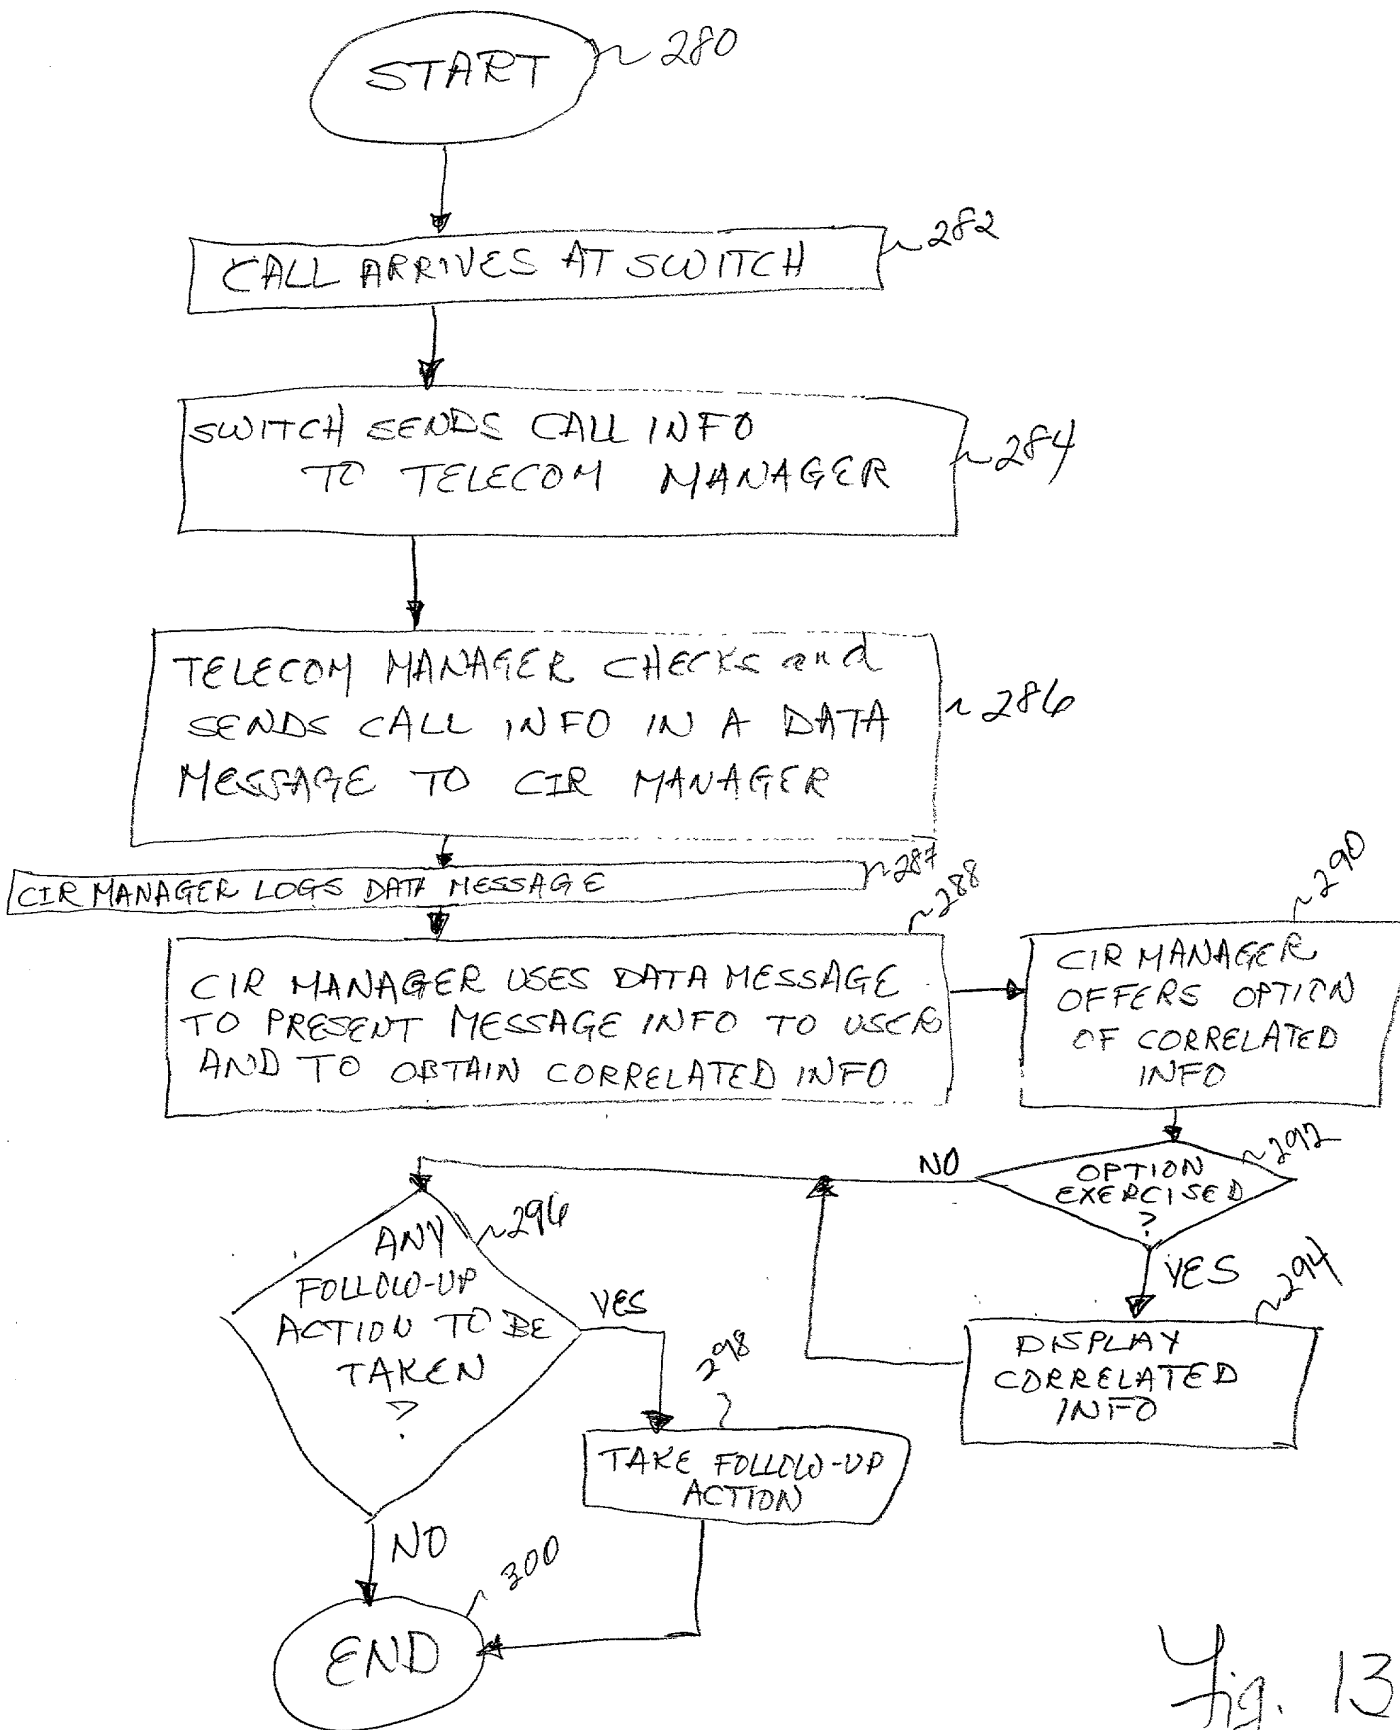 START
280
CALL ARRIVES AT SWITCH
282
SWITCH SENDS CALL INFO
TO TELECOM MANAGER
284
TELECOM MANAGER CHECKS and
SENDS CALL INFO IN A DATA
MESSAGE TO CIR MANAGER
286
CIR MANAGER LOGS DATA MESSAGE
287
CIR MANAGER USES DATA MESSAGE
TO PRESENT MESSAGE INFO TO USER
AND TO OBTAIN CORRELATED INFO
288
CIR MANAGER
OFFERS OPTION
OF CORRELATED
INFO
290
OPTION
EXERCISED
?
292
NO
YES
DISPLAY
CORRELATED
INFO
294
ANY
FOLLOW-UP
ACTION TO BE
TAKEN
?
296
YES
TAKE FOLLOW-UP
ACTION
298
NO
END
300
Fig. 13